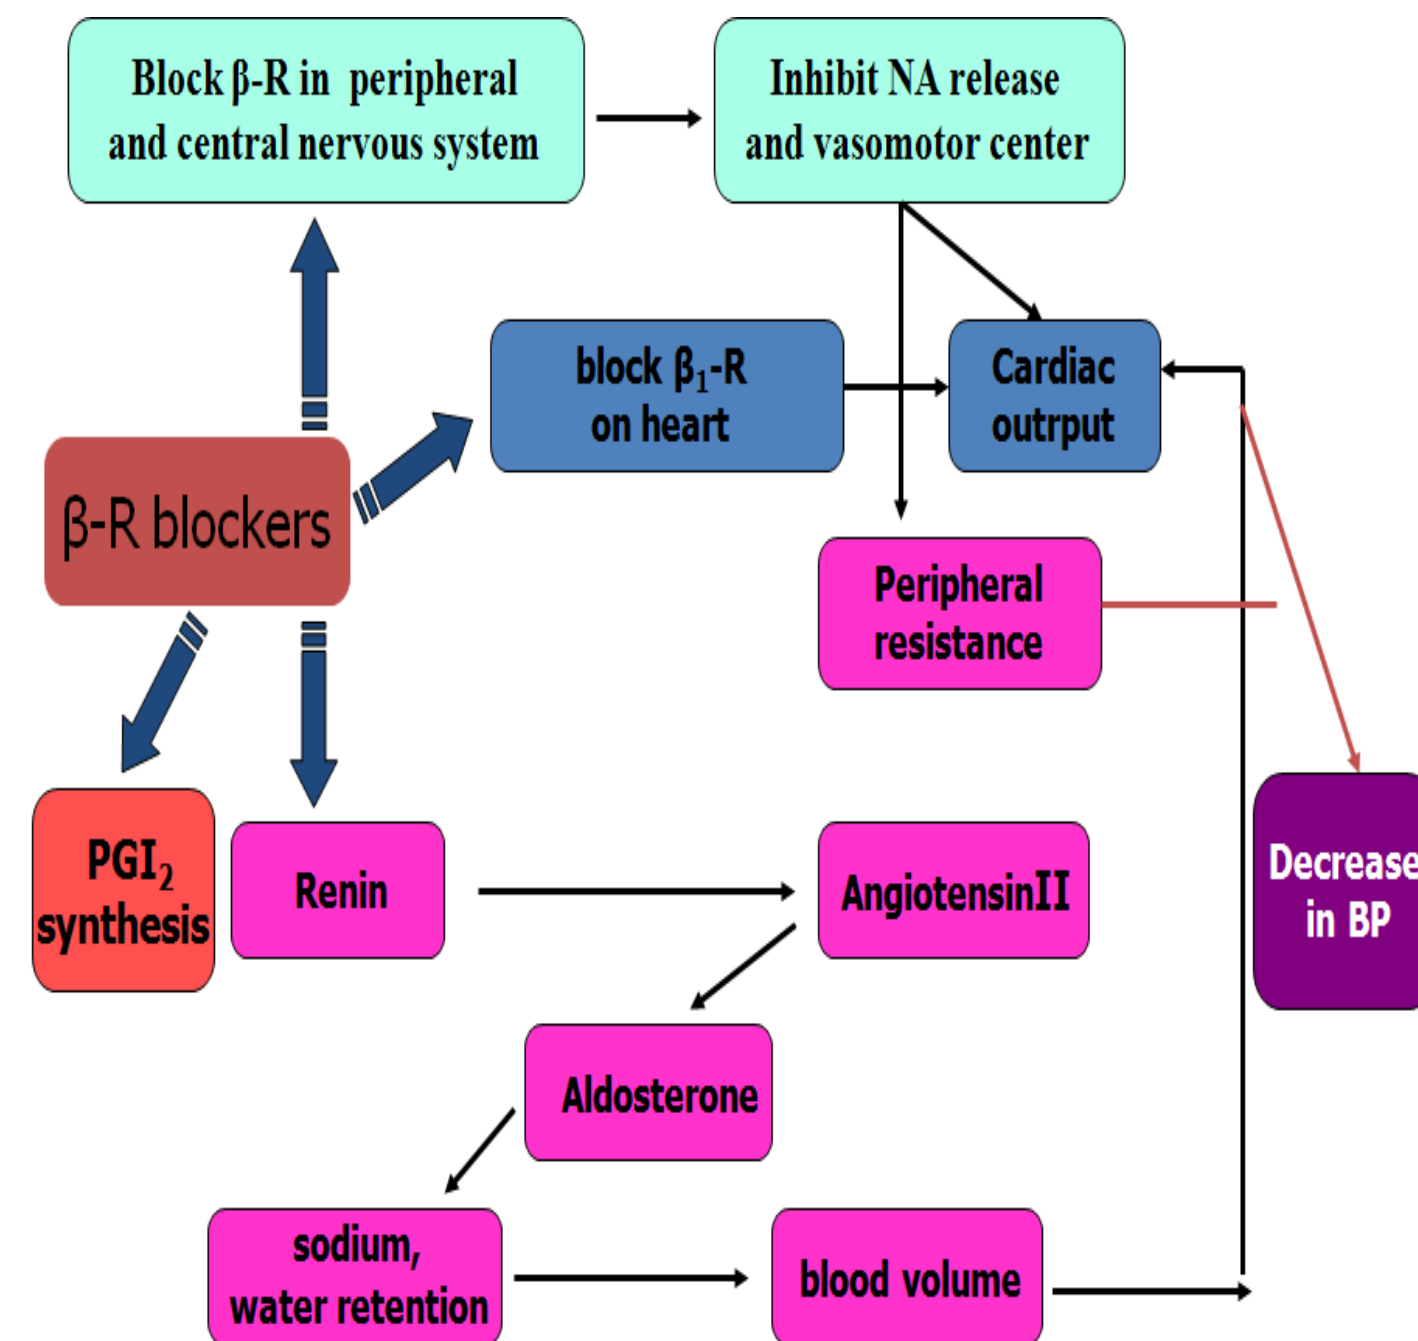 Block β-R in peripheral
and central nervous system
Inhibit NA release
and vasomotor center
block β₁-R
on heart
Cardiac
outrput
β-R blockers
Peripheral
resistance
PGI₂
synthesis
Renin
AngiotensinII
Decrease
in BP
Aldosterone
sodium,
water retention
blood volume